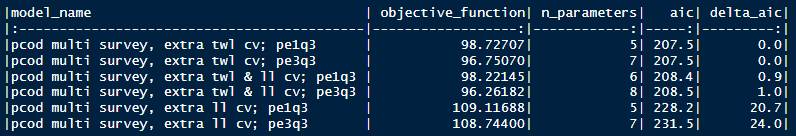 |model_name | objective_function| n_parameters| aic| delta_aic|
|:---------------------------------------------|------------------:|------------:|-----:|---------:|
|pcod multi survey, extra twl cv; pe1q3 | 98.72707| 5| 207.5| 0.0|
|pcod multi survey, extra twl cv; pe3q3 | 96.75070| 7| 207.5| 0.0|
|pcod multi survey, extra twl & ll cv; pe1q3 | 98.22145| 6| 208.4| 0.9|
|pcod multi survey, extra twl & ll cv; pe3q3 | 96.26182| 8| 208.5| 1.0|
|pcod multi survey, extra ll cv; pe1q3 | 109.11688| 5| 228.2| 20.7|
|pcod multi survey, extra ll cv; pe3q3 | 108.74400| 7| 231.5| 24.0|